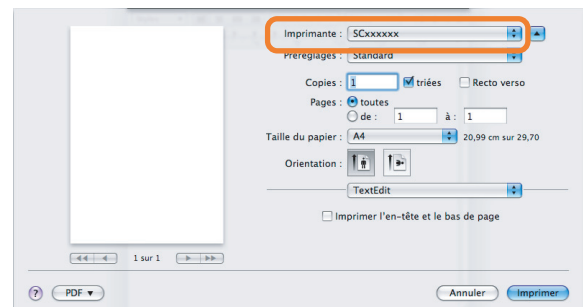 Imprimante : SCxxxxxx
Préréglages : Standard
Copies : 1 triées Recto verso
Pages : toutes
de : 1 à : 1
Taille du papier : A4 20,99 cm sur 29,70
Orientation :
TextEdit
Imprimer l'en-tête et le bas de page
1 sur 1
? PDF Annuler Imprimer